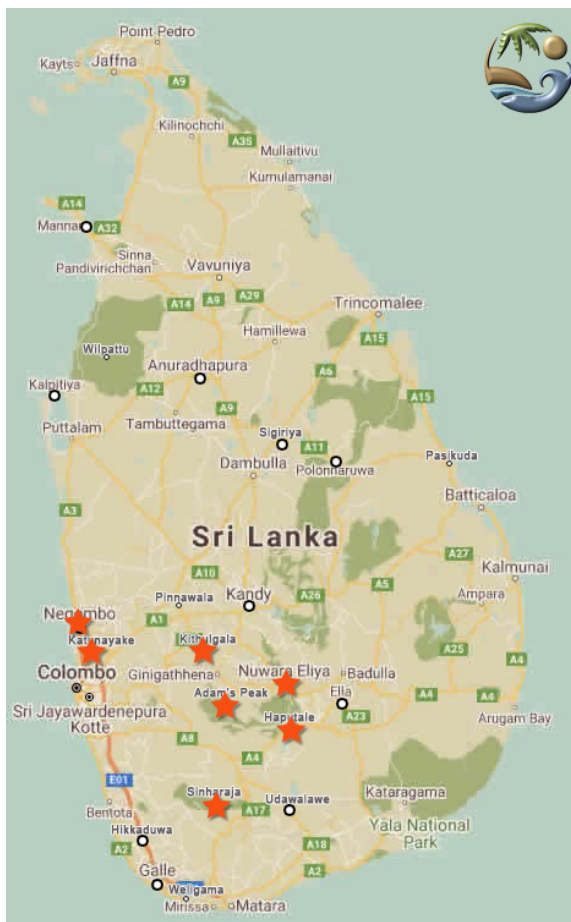 Point Pedro
Kayts
Jaffna
A9
Kilinochchi
A35
Mullaitivu
Kumulamanai
A14
Mannar
A32
Sinna
Pandivirichchan
Vavuniya
A14
A9
A29
Trincomalee
Hamillewa
A15
Wilpattu
Anuradhapura
A6
Kalpitiya
A12
A15
A9
Tambuttegama
Puttalam
Sigiriya
A11
Dambulla
Polonnaruwa
Pasikuda
Batticaloa
A3
Sri Lanka
A27
A10
Kalmunai
Pinnawala
Kandy
A26
A5
Ampara
Negombo
A1
Katunayake
Kithulgala
A25
Colombo
Ginigathhena
Nuwara Eliya
Badulla
Adam's Peak
Ella
A4
A4
Sri Jayawardenepura
Kotte
Haputale
A23
Arugam Bay
A8
A4
E01
Sinharaja
A17
Udawalawe
Kataragama
Bentota
Yala National
Park
Hikkaduwa
A2
A18
Galle
A2
Weligama
Mirissa
Matara